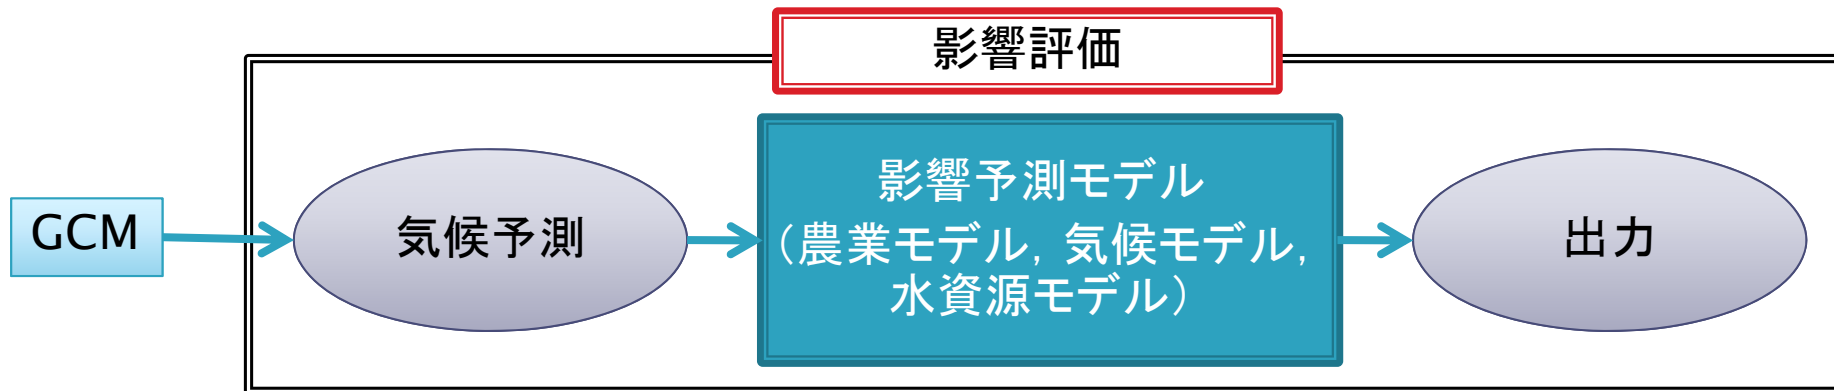 影響評価
GCM
気候予測
影響予測モデル
（農業モデル, 気候モデル,
水資源モデル）
出力